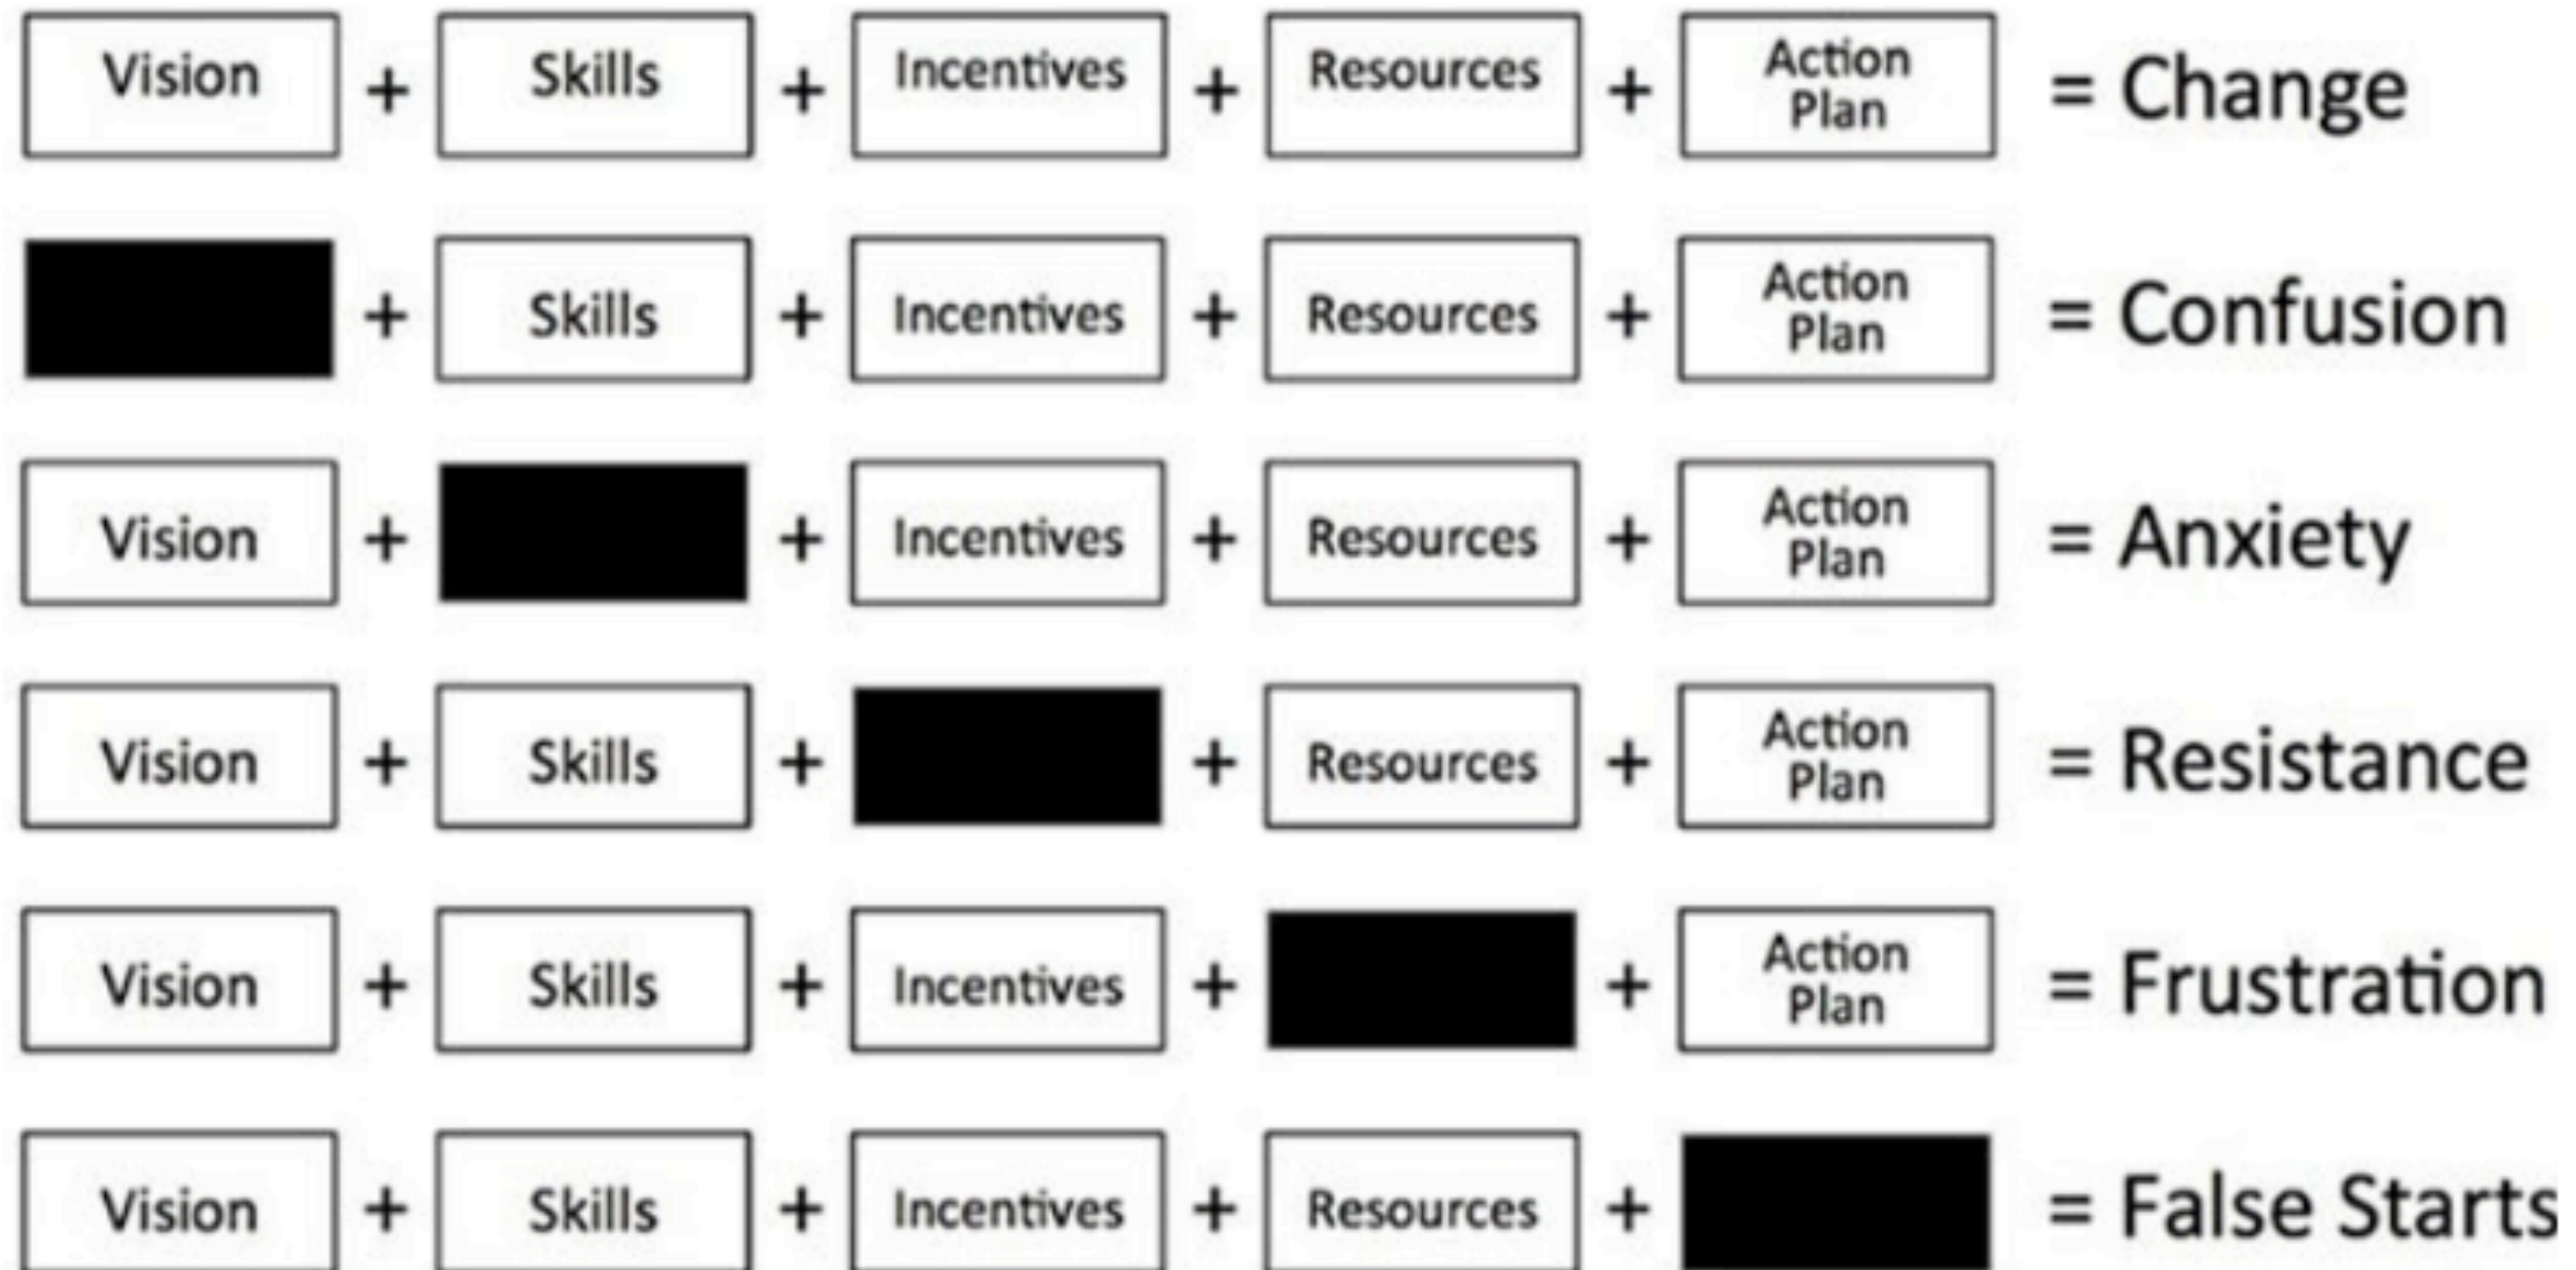 Vision + Skills + Incentives + Resources + Action Plan = Change
+ Skills + Incentives + Resources + Action Plan = Confusion
Vision + + Incentives + Resources + Action Plan = Anxiety
Vision + Skills + + Resources + Action Plan = Resistance
Vision + Skills + Incentives + + Action Plan = Frustration
Vision + Skills + Incentives + Resources + = False Starts